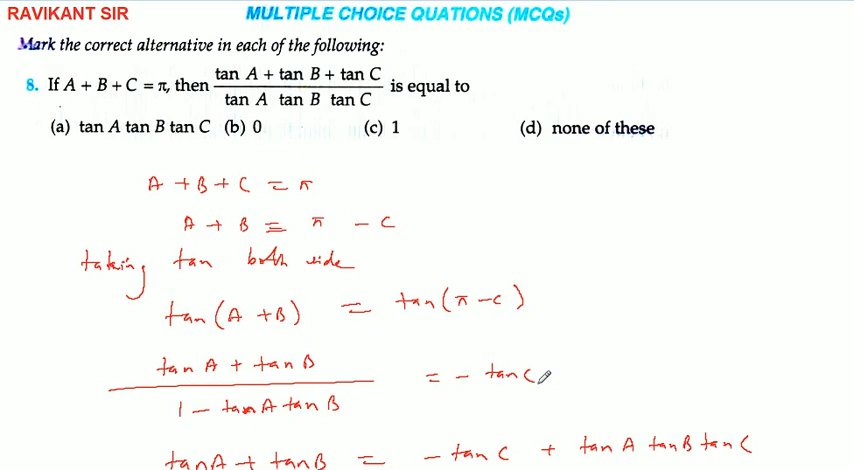 RAVIKANT SIR MULTIPLE CHOICE QUATIONS (MCQs)
Mark the correct alternative in each of the following:
8. If A + B + C = π, then (tan A + tan B + tan C)/(tan A tan B tan C) is equal to
(a) tan A tan B tan C (b) 0 (c) 1 (d) none of these
A + B + C = π
A + B = π - C
taking tan both side
tan (A + B) = tan (π - C)
(tan A + tan B)/(1 - tan A tan B) = - tan C
tan A + tan B = - tan C + tan A tan B tan C